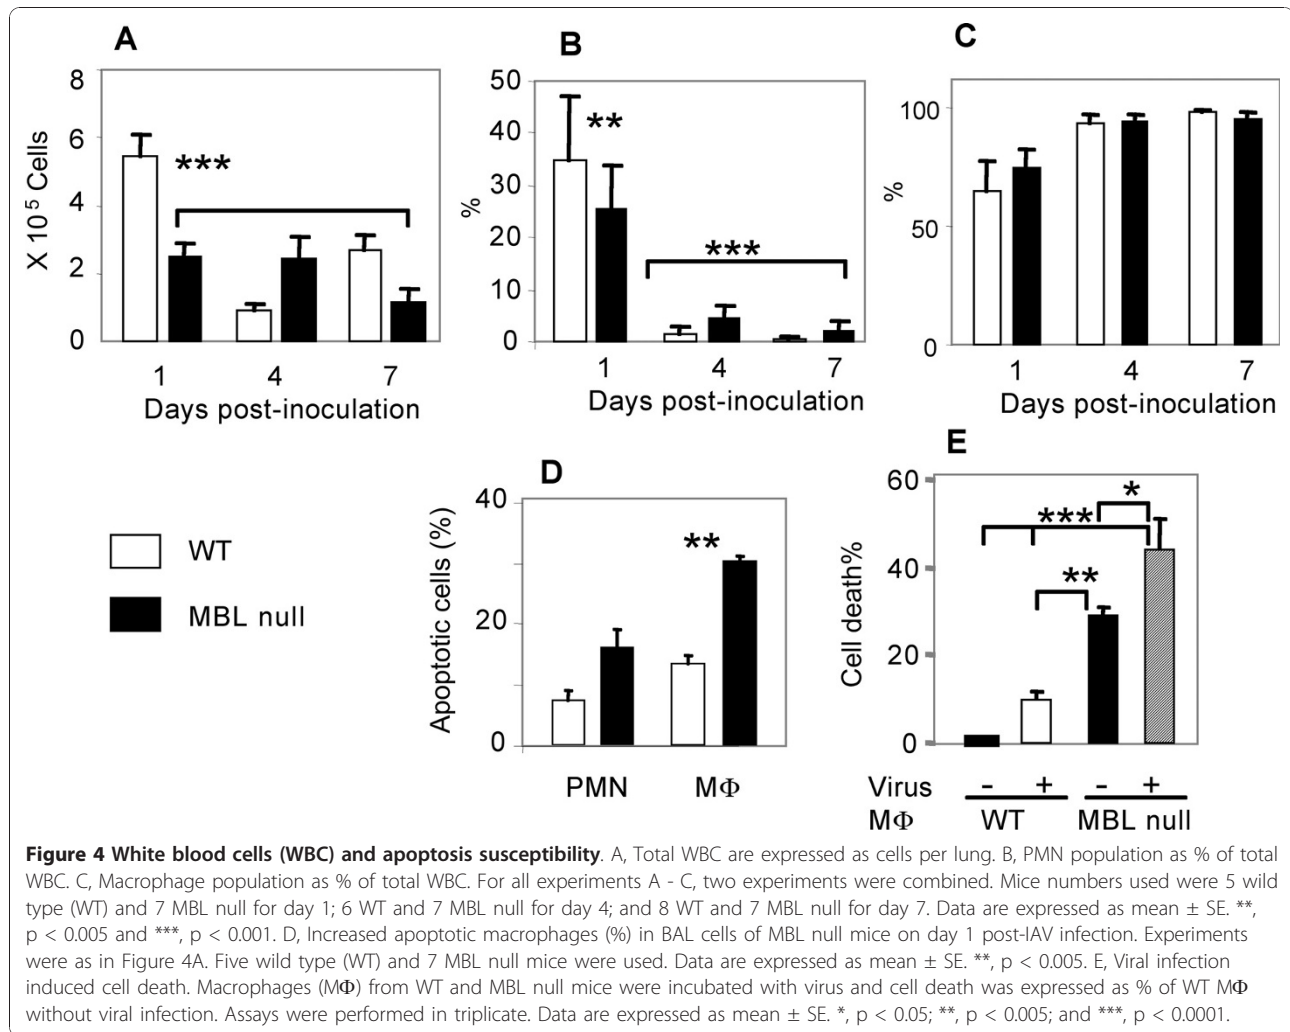 A
8
6
4
2
0
X 10 5 Cells
***
1 4 7
Days post-inoculation
B
50
40
30
20
10
0
%
**
***
1 4 7
Days post-inoculation
C
100
50
0
%
1 4 7
Days post-inoculation
WT
MBL null
D
40
20
0
Apoptotic cells (%)
**
PMN MΦ
E
60
40
20
0
Cell death%
*
***
**
Virus - + - +
MΦ WT MBL null
Figure 4 White blood cells (WBC) and apoptosis susceptibility. A, Total WBC are expressed as cells per lung. B, PMN population as % of total
WBC. C, Macrophage population as % of total WBC. For all experiments A - C, two experiments were combined. Mice numbers used were 5 wild
type (WT) and 7 MBL null for day 1; 6 WT and 7 MBL null for day 4; and 8 WT and 7 MBL null for day 7. Data are expressed as mean ± SE. **,
p < 0.005 and ***, p < 0.001. D, Increased apoptotic macrophages (%) in BAL cells of MBL null mice on day 1 post-IAV infection. Experiments
were as in Figure 4A. Five wild type (WT) and 7 MBL null mice were used. Data are expressed as mean ± SE. **, p < 0.005. E, Viral infection
induced cell death. Macrophages (MΦ) from WT and MBL null mice were incubated with virus and cell death was expressed as % of WT MΦ
without viral infection. Assays were performed in triplicate. Data are expressed as mean ± SE. *, p < 0.05; **, p < 0.005; and ***, p < 0.0001.